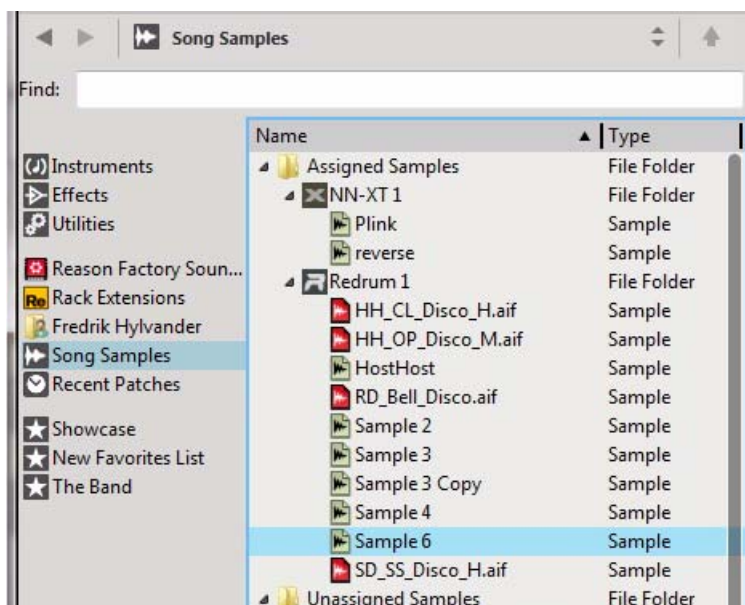 Song Samples
Find:
Name Type
Instruments
Effects
Utilities
Reason Factory Soun...
Re Rack Extensions
Fredrik Hylvander
Song Samples
Recent Patches
Showcase
New Favorites List
The Band
Assigned Samples File Folder
NN-XT 1 File Folder
Plink Sample
reverse Sample
Redrum 1 File Folder
HH_CL_Disco_H.aif Sample
HH_OP_Disco_M.aif Sample
HostHost Sample
RD_Bell_Disco.aif Sample
Sample 2 Sample
Sample 3 Sample
Sample 3 Copy Sample
Sample 4 Sample
Sample 6 Sample
SD_SS_Disco_H.aif Sample
Unassigned Samples File Folder